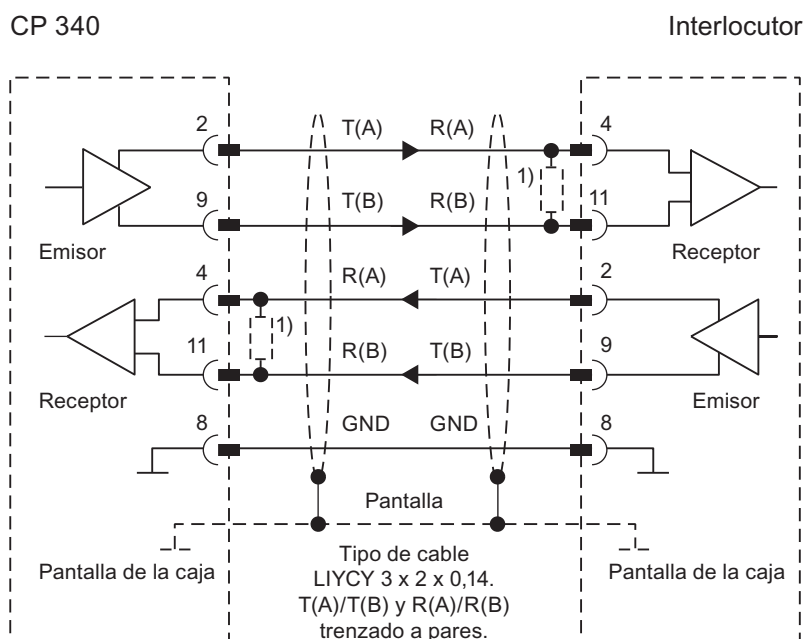 CP 340 Interlocutor
2 T(A) R(A) 4
1)
9 T(B) R(B) 11
Emisor Receptor
4 R(A) T(A) 2
1)
11 R(B) T(B) 9
Receptor Emisor
8 GND GND 8
Pantalla
Pantalla de la caja Pantalla de la caja
Tipo de cable
LIYCY 3 x 2 x 0,14.
T(A)/T(B) y R(A)/R(B)
trenzado a pares.